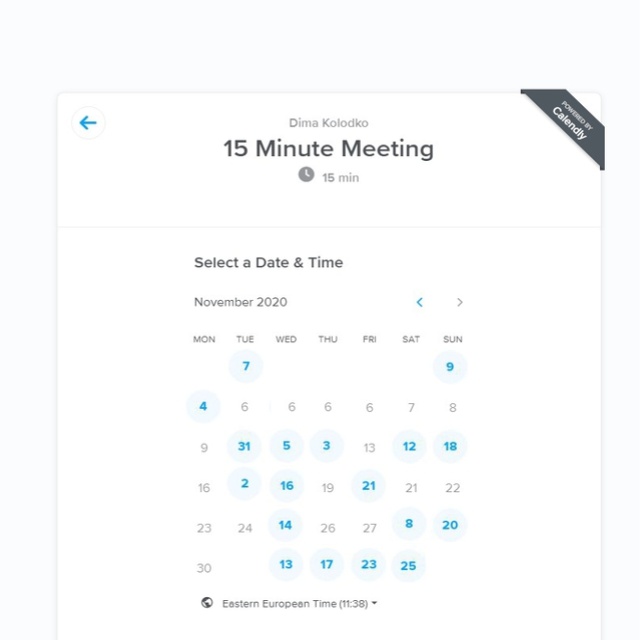 POWERED BY
Calendly
Dima Kolodko
15 Minute Meeting
15 min
Select a Date & Time
November 2020
MON TUE WED THU FRI SAT SUN
7 9
4 6 6 6 6 7 8
9 31 5 3 13 12 18
16 2 16 19 21 21 22
23 24 14 26 27 8 20
30 13 17 23 25
Eastern European Time (11:38)